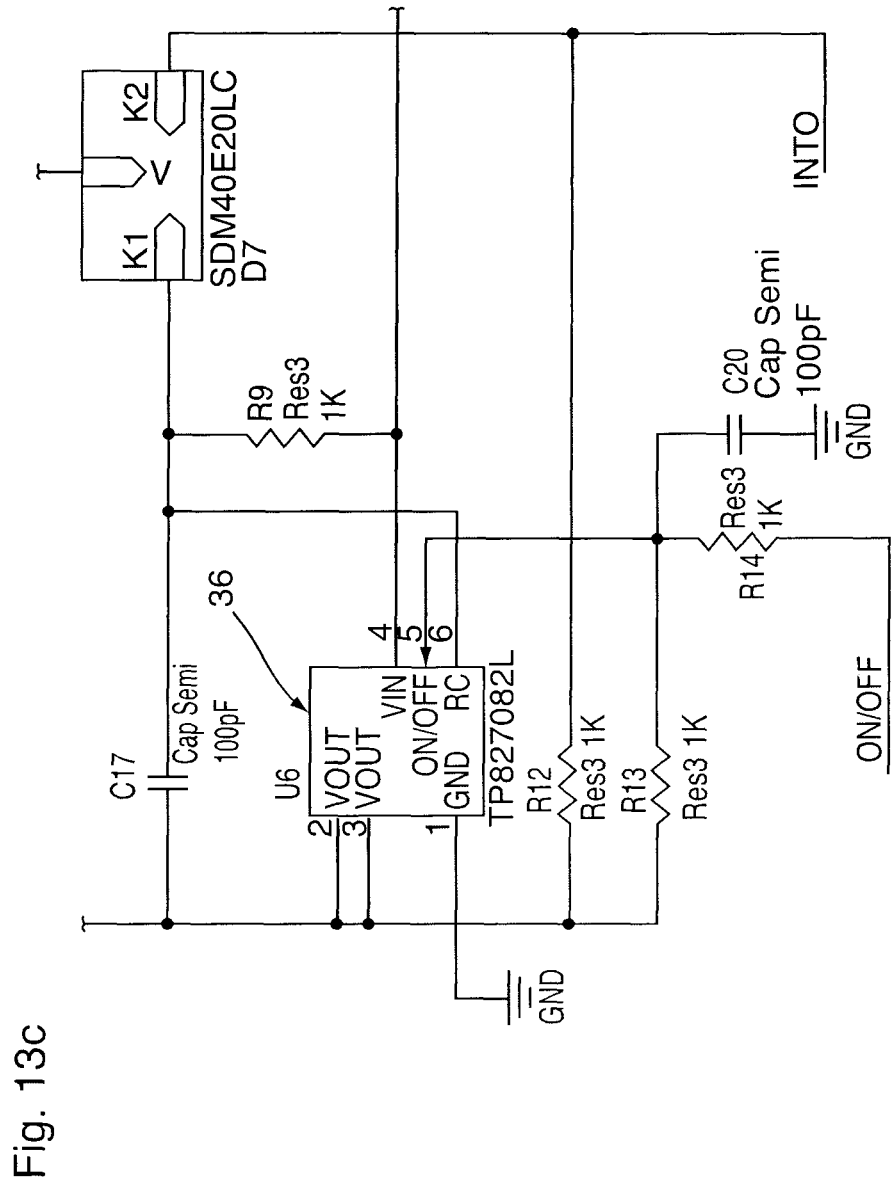 Fig. 13c
K1
V
K2
SDM40E20LC
D7
C17
Cap Semi
100pF
R9
Res3
1K
36
U6
2
3
1
VOUT
VOUT
GND
VIN
ON/OFF
RC
4
5
6
TP827082L
GND
R12
Res3 1K
R13
Res3 1K
R14
Res3
1K
C20
Cap Semi
100pF
GND
INTO
ON/OFF